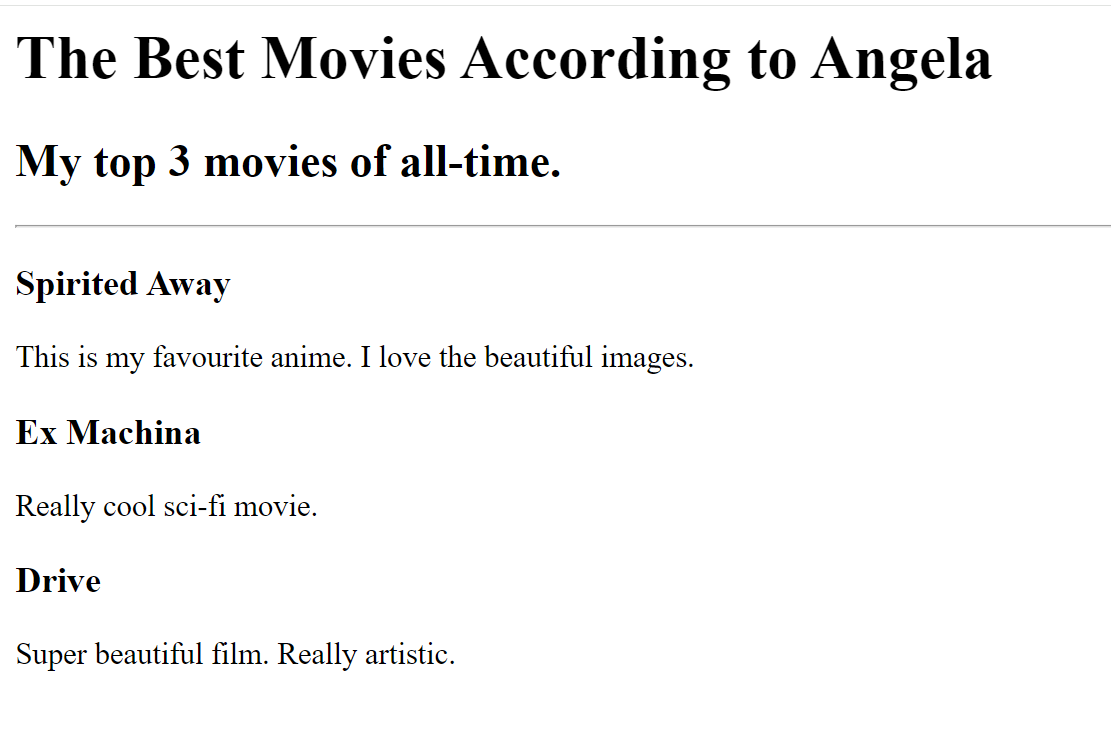 The Best Movies According to Angela
My top 3 movies of all-time.
Spirited Away
This is my favourite anime. I love the beautiful images.
Ex Machina
Really cool sci-fi movie.
Drive
Super beautiful film. Really artistic.